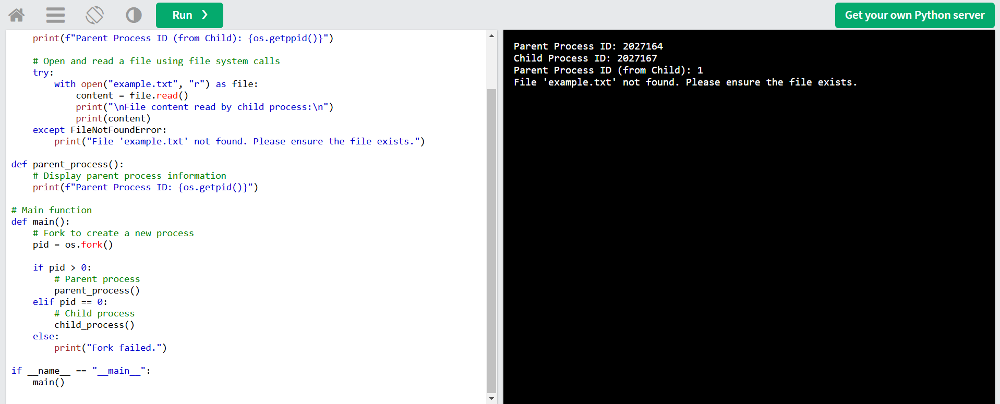 Run ❯
Get your own Python server
    print(f"Parent Process ID (from Child): {os.getppid()}")

    # Open and read a file using file system calls
    try:
        with open("example.txt", "r") as file:
            content = file.read()
            print("\nFile content read by child process:\n")
            print(content)
    except FileNotFoundError:
        print("File 'example.txt' not found. Please ensure the file exists.")

def parent_process():
    # Display parent process information
    print(f"Parent Process ID: {os.getpid()}")

# Main function
def main():
    # Fork to create a new process
    pid = os.fork()

    if pid > 0:
        # Parent process
        parent_process()
    elif pid == 0:
        # Child process
        child_process()
    else:
        print("Fork failed.")

if __name__ == "__main__":
    main()
Parent Process ID: 2027164
Child Process ID: 2027167
Parent Process ID (from Child): 1
File 'example.txt' not found. Please ensure the file exists.